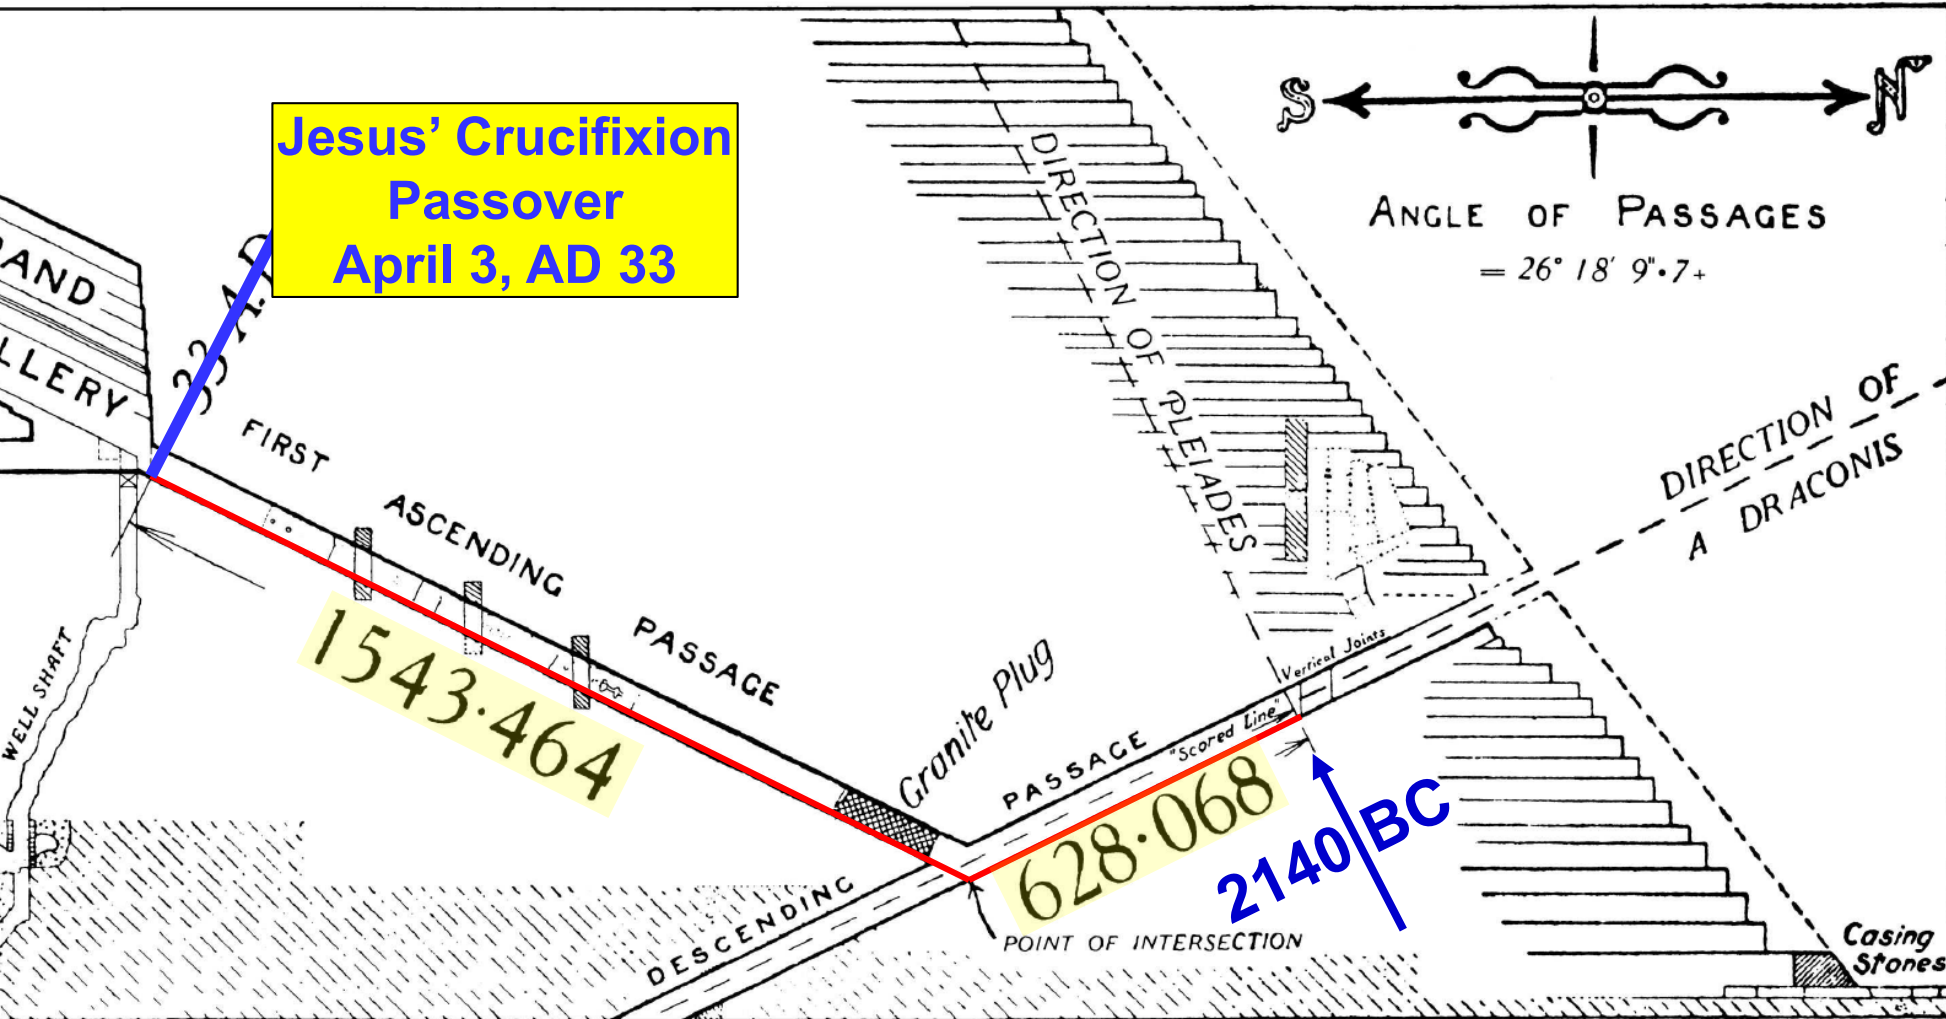 Jesus’ Crucifixion
Passover
April 3, AD 33
S
N
ANGLE OF PASSAGES
= 26° 18' 9"·7+
33 A.D
GALLERY
FIRST ASCENDING PASSAGE
1543·464
WELL SHAFT
Granite Plug
DIRECTION OF PLEIADES
DIRECTION OF
A DRACONIS
Vertical Joints
"Scored Line"
DESCENDING PASSAGE
628·068
2140 BC
POINT OF INTERSECTION
Casing
Stones